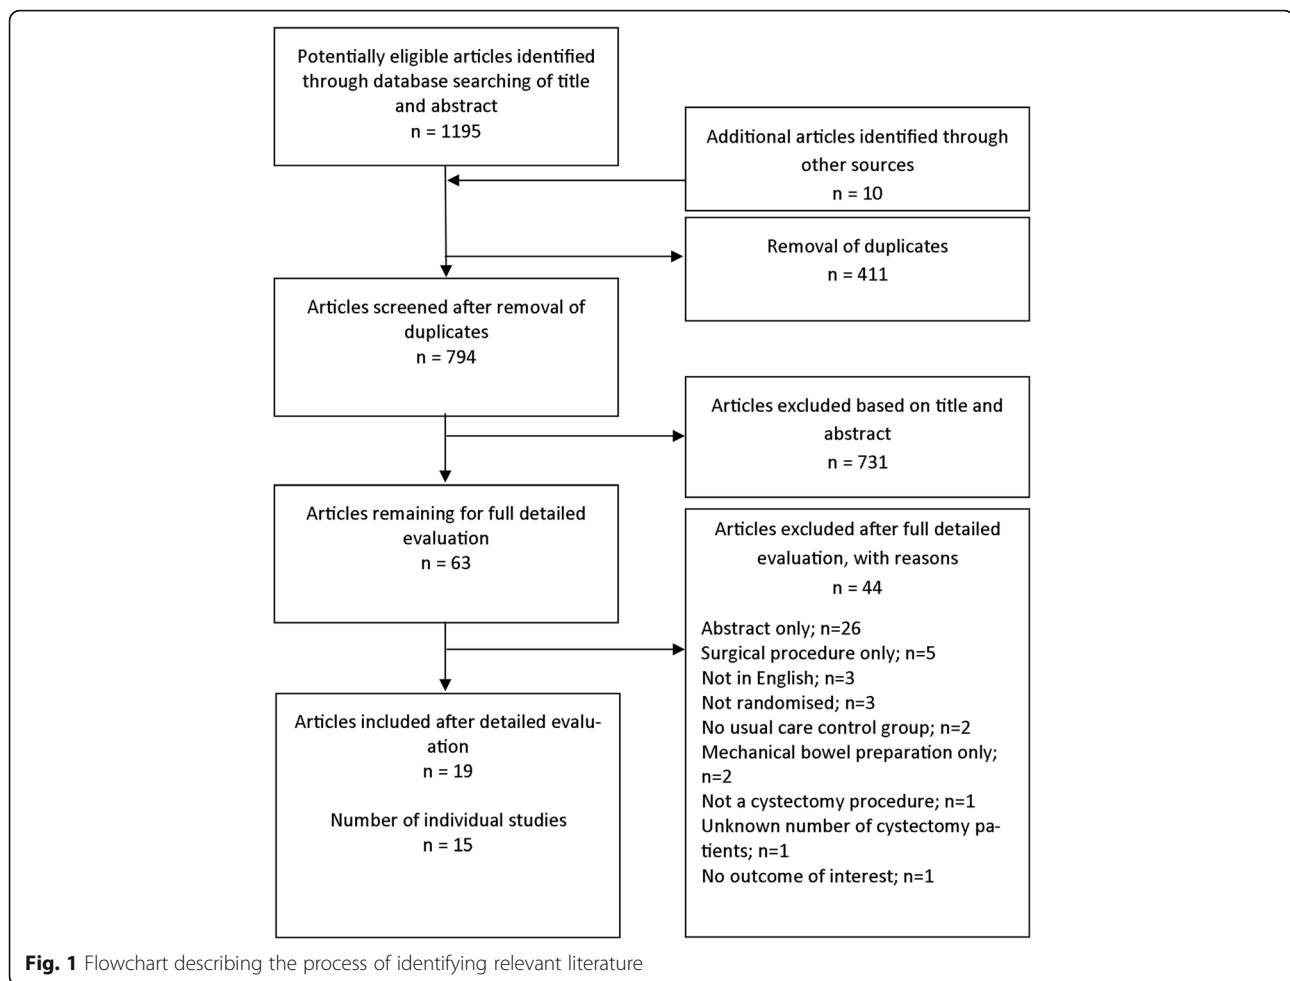 Potentially eligible articles identified
through database searching of title
and abstract
n = 1195
Additional articles identified through
other sources
n = 10
Removal of duplicates
n = 411
Articles screened after removal of
duplicates
n = 794
Articles excluded based on title and
abstract
n = 731
Articles remaining for full detailed
evaluation
n = 63
Articles excluded after full detailed
evaluation, with reasons
n = 44
Abstract only; n=26
Surgical procedure only; n=5
Not in English; n=3
Not randomised; n=3
No usual care control group; n=2
Mechanical bowel preparation only;
n=2
Not a cystectomy procedure; n=1
Unknown number of cystectomy pa-
tients; n=1
No outcome of interest; n=1
Articles included after detailed evalu-
ation
n = 19
Number of individual studies
n = 15
Fig. 1 Flowchart describing the process of identifying relevant literature